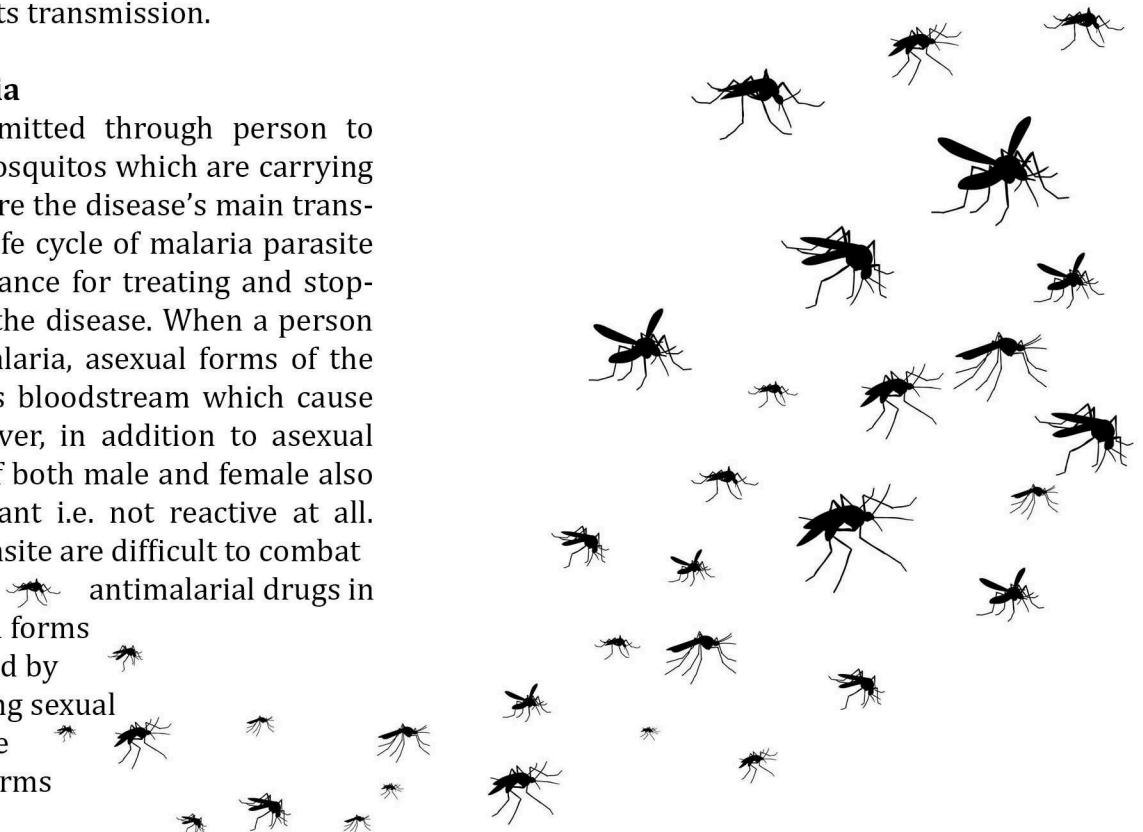 ts transmission.
ia
mitted through person to
osquitos which are carrying
re the disease's main trans-
fe cycle of malaria parasite
ance for treating and stop-
the disease. When a person
alaria, asexual forms of the
s bloodstream which cause
ver, in addition to asexual
f both male and female also
ant i.e. not reactive at all.
asite are difficult to combat
antimalarial drugs in
forms
d by
ng sexual
e
rms